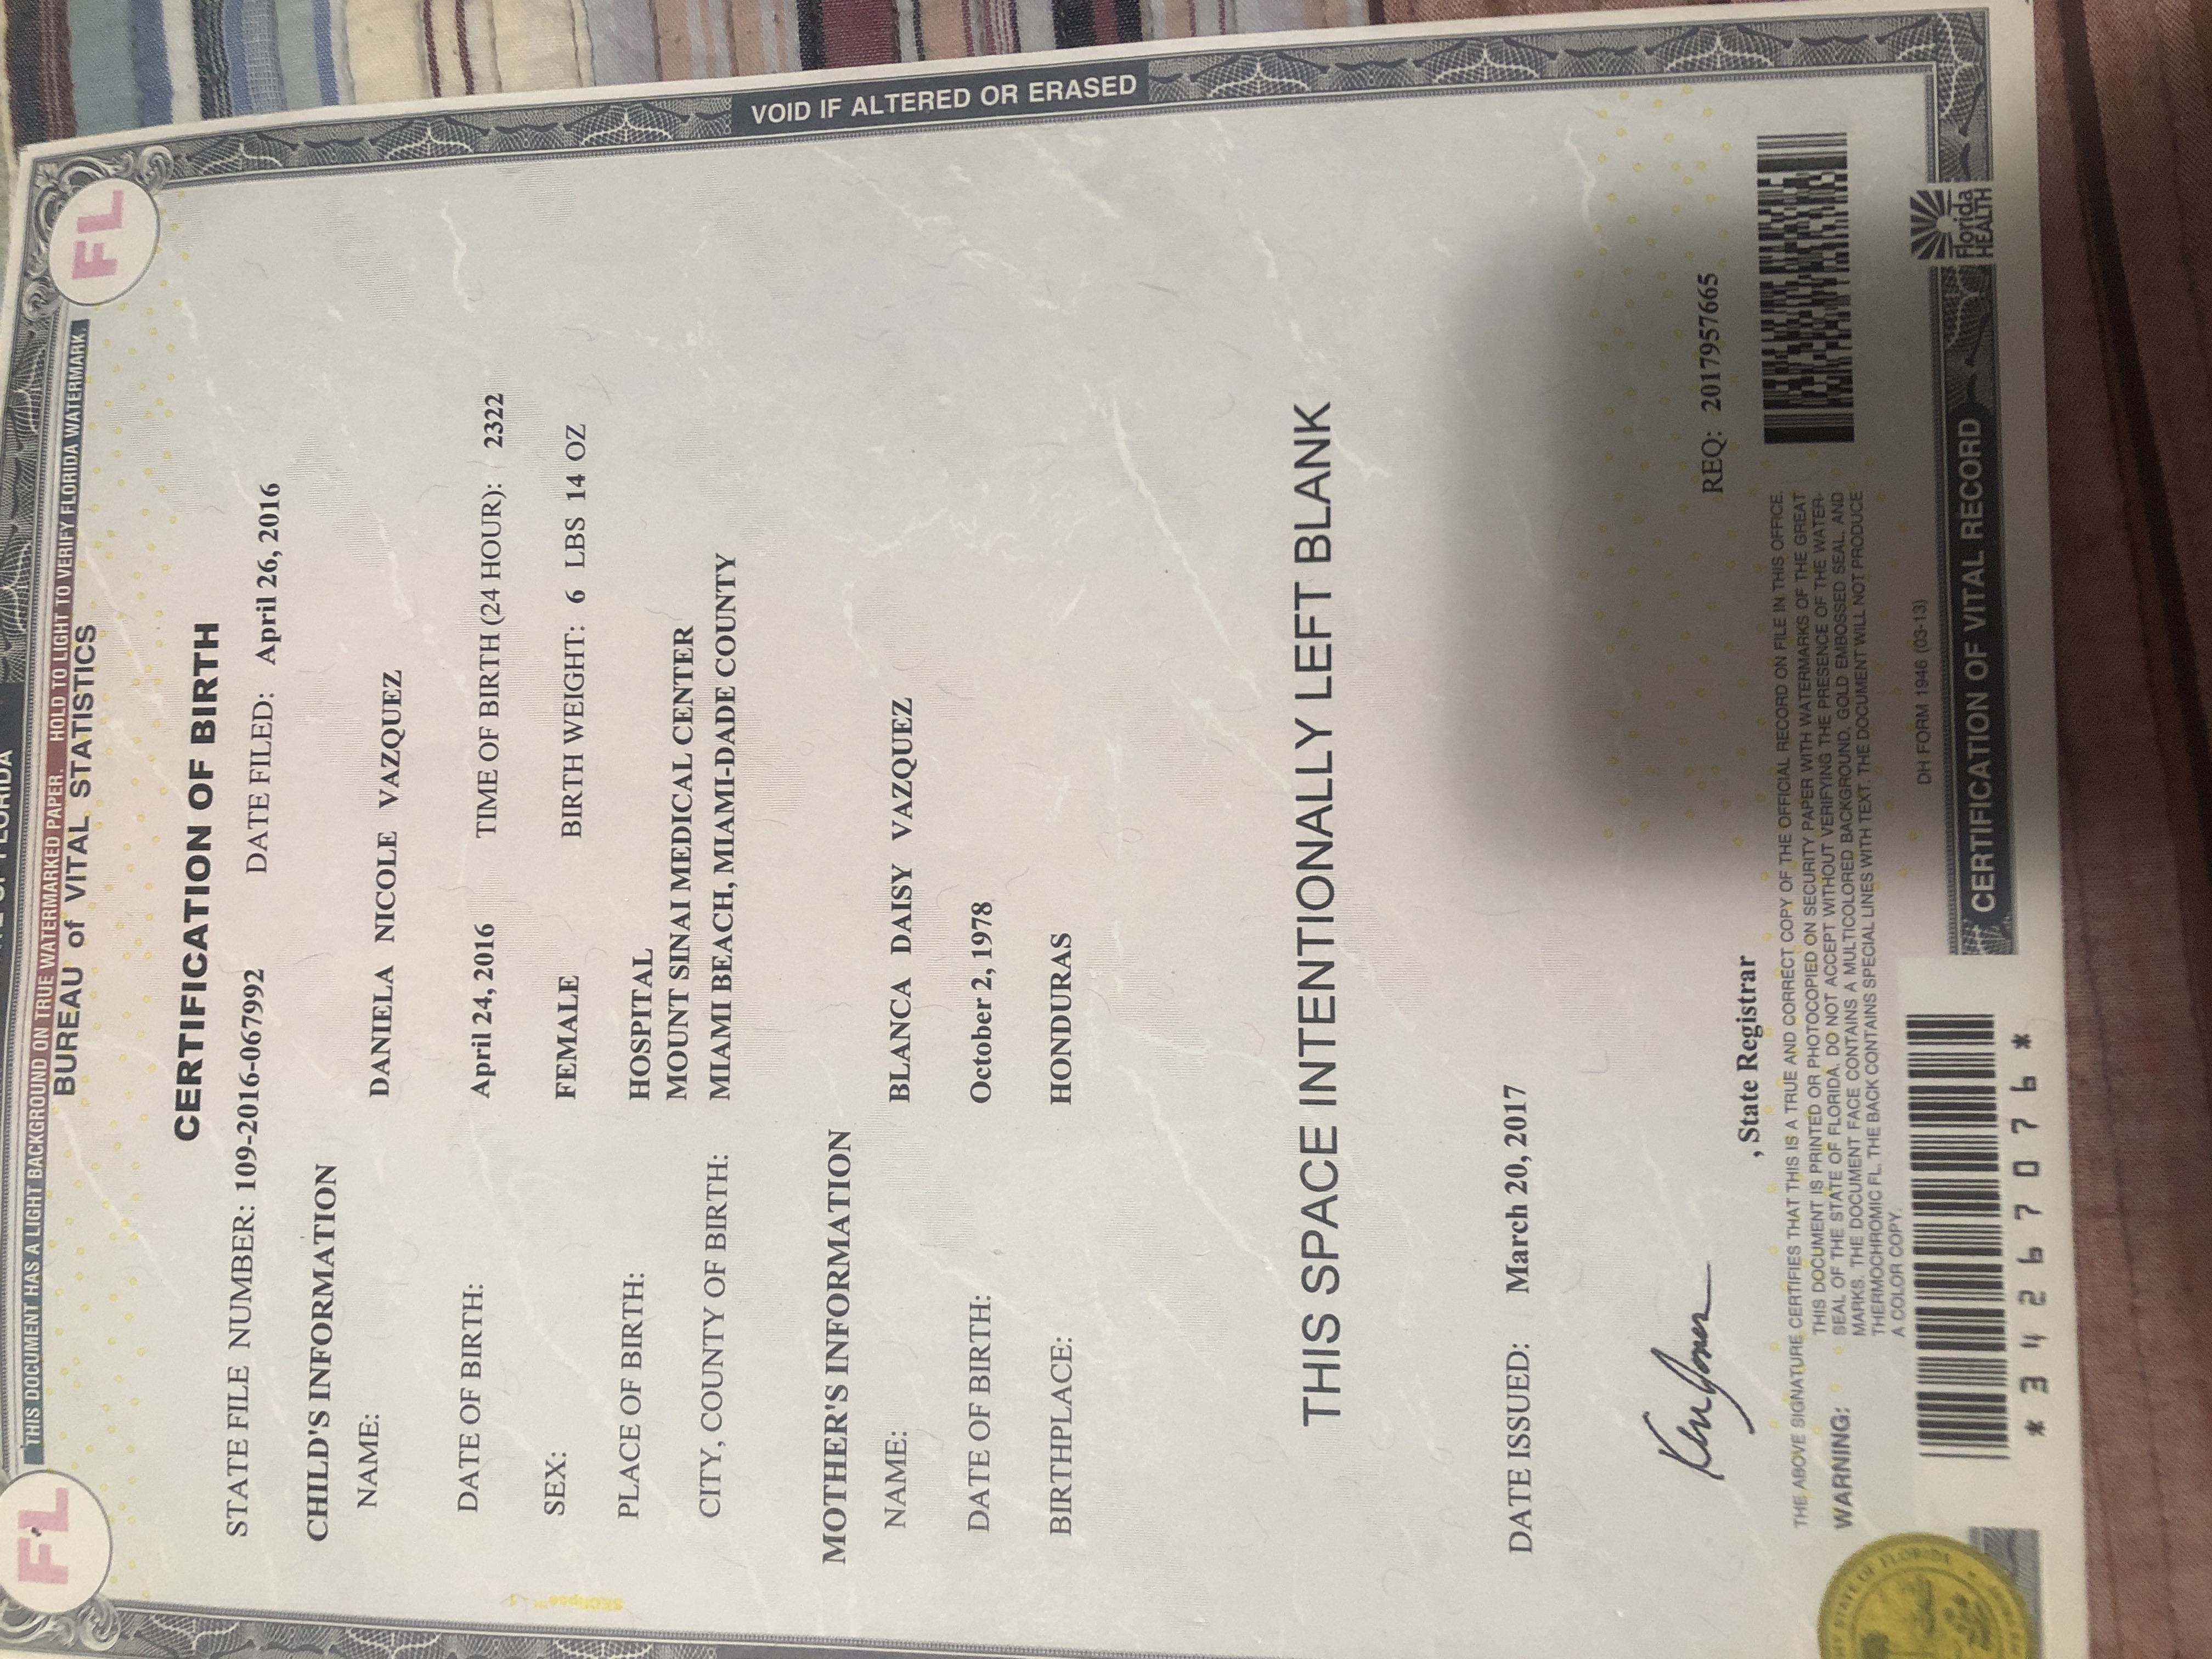 THIS DOCUMENT HAS A LIGHT BACKGROUND ON TRUE WATERMARKED PAPER. HOLD TO LIGHT TO VERIFY FLORIDA WATERMARK.
FL
FL
BUREAU of VITAL STATISTICS
CERTIFICATION OF BIRTH
STATE FILE NUMBER: 109-2016-067992 DATE FILED: April 26, 2016
CHILD'S INFORMATION
NAME: DANIELA NICOLE VAZQUEZ
DATE OF BIRTH: April 24, 2016 TIME OF BIRTH (24 HOUR): 2322
SEX: FEMALE BIRTH WEIGHT: 6 LBS 14 OZ
PLACE OF BIRTH: HOSPITAL
MOUNT SINAI MEDICAL CENTER
CITY, COUNTY OF BIRTH: MIAMI BEACH, MIAMI-DADE COUNTY
MOTHER'S INFORMATION
NAME: BLANCA DAISY VAZQUEZ
DATE OF BIRTH: October 2, 1978
BIRTHPLACE: HONDURAS
THIS SPACE INTENTIONALLY LEFT BLANK
DATE ISSUED: March 20, 2017
, State Registrar
REQ: 2017957665
THE ABOVE SIGNATURE CERTIFIES THAT THIS IS A TRUE AND CORRECT COPY OF THE OFFICIAL RECORD ON FILE IN THIS OFFICE.
WARNING: THIS DOCUMENT IS PRINTED OR PHOTOCOPIED ON SECURITY PAPER WITH WATERMARKS OF THE GREAT
SEAL OF THE STATE OF FLORIDA. DO NOT ACCEPT WITHOUT VERIFYING THE PRESENCE OF THE WATER-
MARKS. THE DOCUMENT FACE CONTAINS A MULTICOLORED BACKGROUND, GOLD EMBOSSED SEAL, AND
THERMOCHROMIC FL. THE BACK CONTAINS SPECIAL LINES WITH TEXT. THE DOCUMENT WILL NOT PRODUCE
A COLOR COPY.
DH FORM 1946 (03-13)
* 3 4 2 6 7 0 7 6 *
CERTIFICATION OF VITAL RECORD
Florida
HEALTH
VOID IF ALTERED OR ERASED